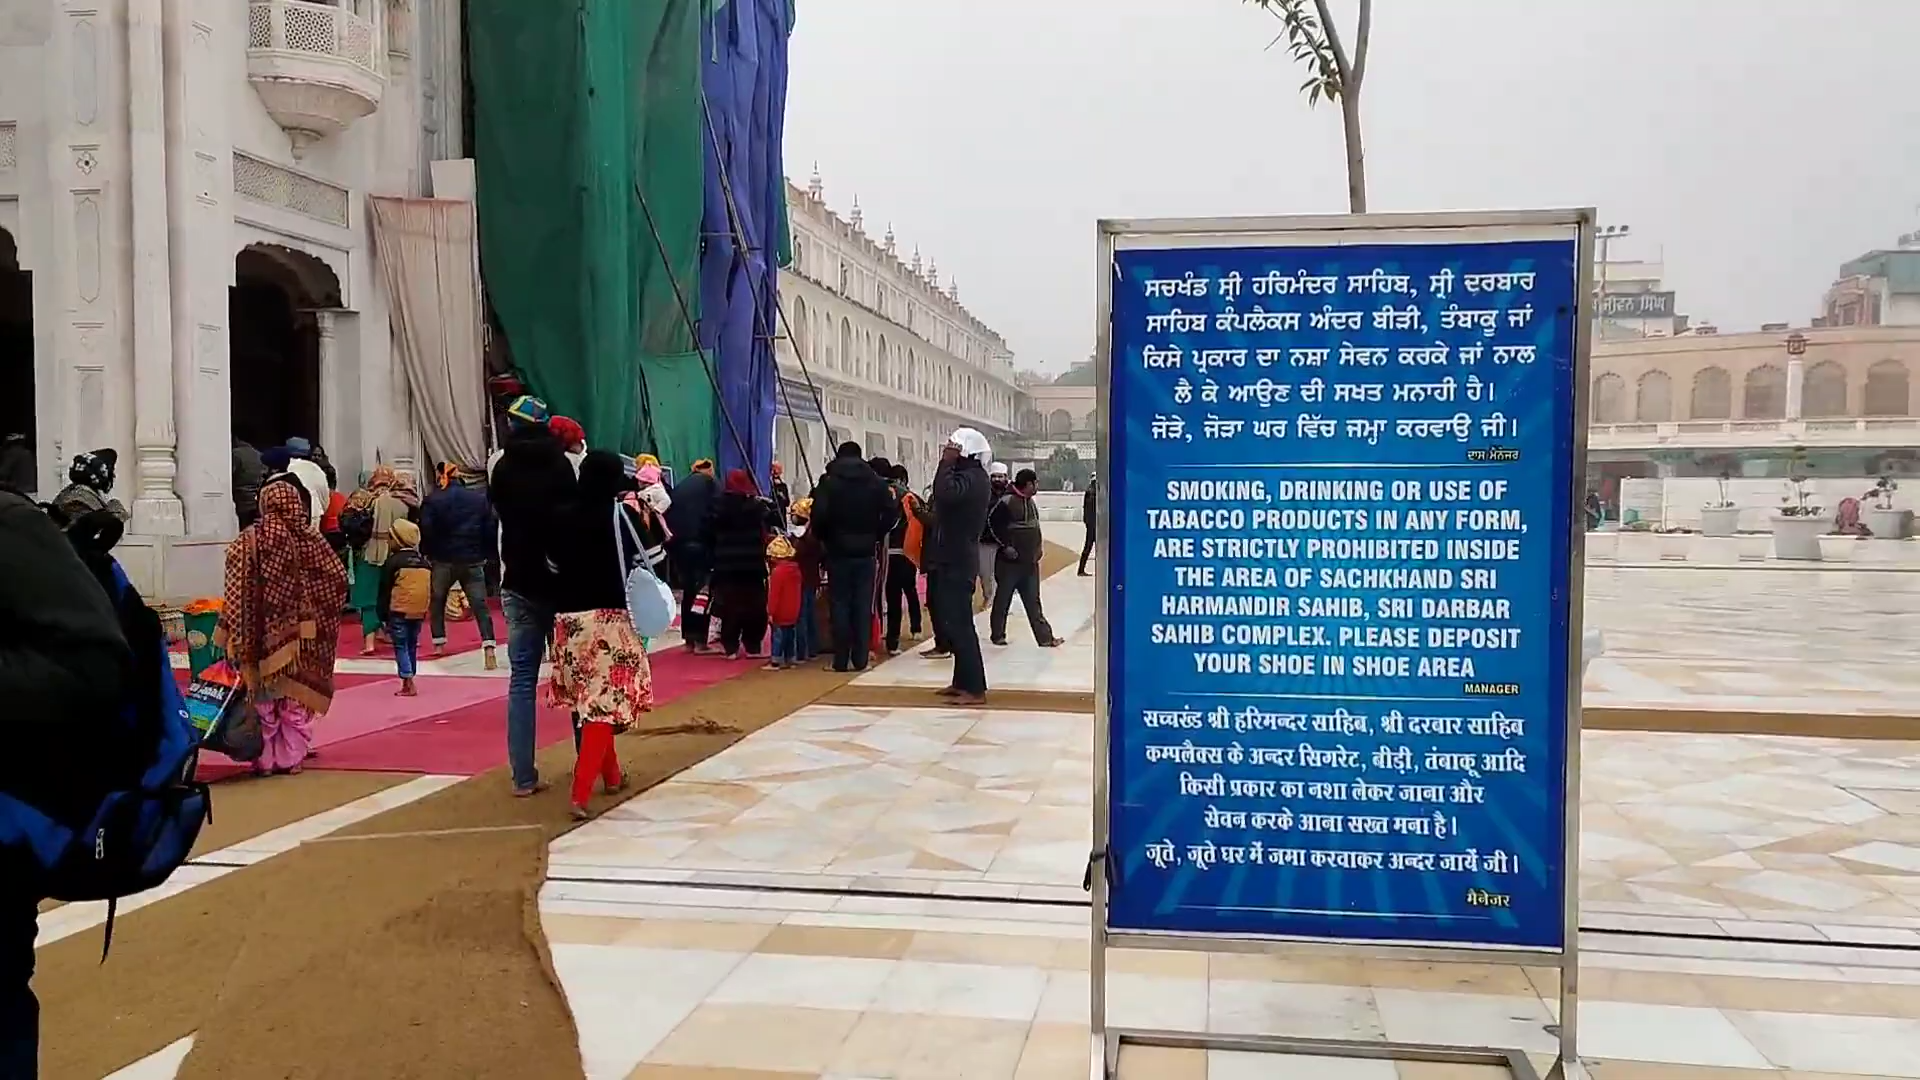 ਸਚਖੰਡ ਸ੍ਰੀ ਹਰਿਮੰਦਰ ਸਾਹਿਬ, ਸ੍ਰੀ ਦਰਬਾਰ
ਸਾਹਿਬ ਕੰਪਲੈਕਸ ਅੰਦਰ ਬੀੜੀ, ਤੰਬਾਕੂ ਜਾਂ
ਕਿਸੇ ਪ੍ਰਕਾਰ ਦਾ ਨਸ਼ਾ ਸੇਵਨ ਕਰਕੇ ਜਾਂ ਨਾਲ
ਲੈ ਕੇ ਆਉਣ ਦੀ ਸਖਤ ਮਨਾਹੀ ਹੈ।
ਜੋੜੇ, ਜੋੜਾ ਘਰ ਵਿੱਚ ਜਮ੍ਹਾ ਕਰਵਾਉ ਜੀ।
ਦਾਸ ਮੈਨੇਜਰ
SMOKING, DRINKING OR USE OF
TABACCO PRODUCTS IN ANY FORM,
ARE STRICTLY PROHIBITED INSIDE
THE AREA OF SACHKHAND SRI
HARMANDIR SAHIB, SRI DARBAR
SAHIB COMPLEX. PLEASE DEPOSIT
YOUR SHOE IN SHOE AREA
MANAGER
सच्चखंड श्री हरिमन्दर साहिब, श्री दरबार साहिब
कम्पलैक्स के अन्दर सिगरेट, बीड़ी, तंबाकू आदि
किसी प्रकार का नशा लेकर जाना और
सेवन करके आना सख्त मना है।
जूते, जूते घर में जमा करवाकर अन्दर जायें जी।
मैनेजर
ਜੀਵਨ ਸਿੰਘ